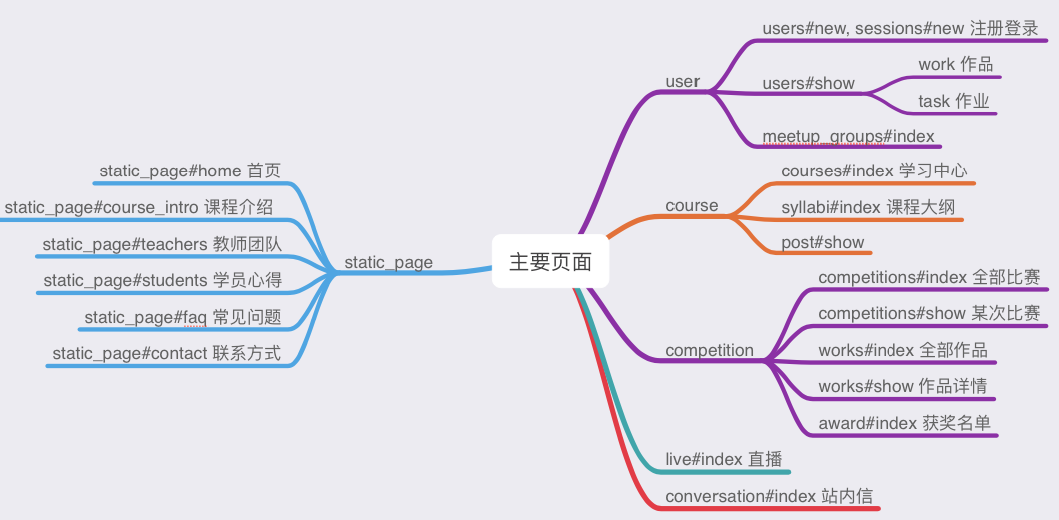 主要页面
static_page
static_page#home 首页
static_page#course_intro 课程介绍
static_page#teachers 教师团队
static_page#students 学员心得
static_page#faq 常见问题
static_page#contact 联系方式
user
users#new, sessions#new 注册登录
users#show
work 作品
task 作业
meetup_groups#index
course
courses#index 学习中心
syllabi#index 课程大纲
post#show
competition
competitions#index 全部比赛
competitions#show 某次比赛
works#index 全部作品
works#show 作品详情
award#index 获奖名单
live#index 直播
conversation#index 站内信